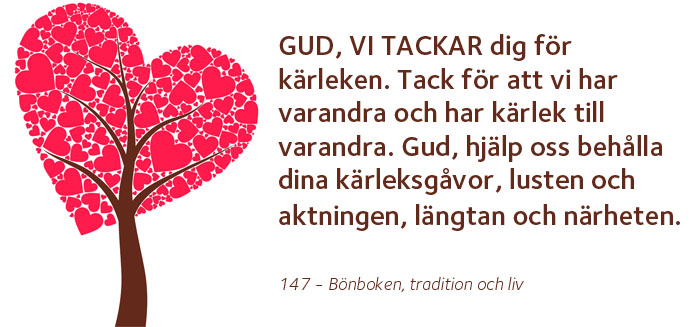 GUD, VI TACKAR dig för
kärleken. Tack för att vi har
varandra och har kärlek till
varandra. Gud, hjälp oss behålla
dina kärleksgåvor, lusten och
aktningen, längtan och närheten.
147 – Bönboken, tradition och liv